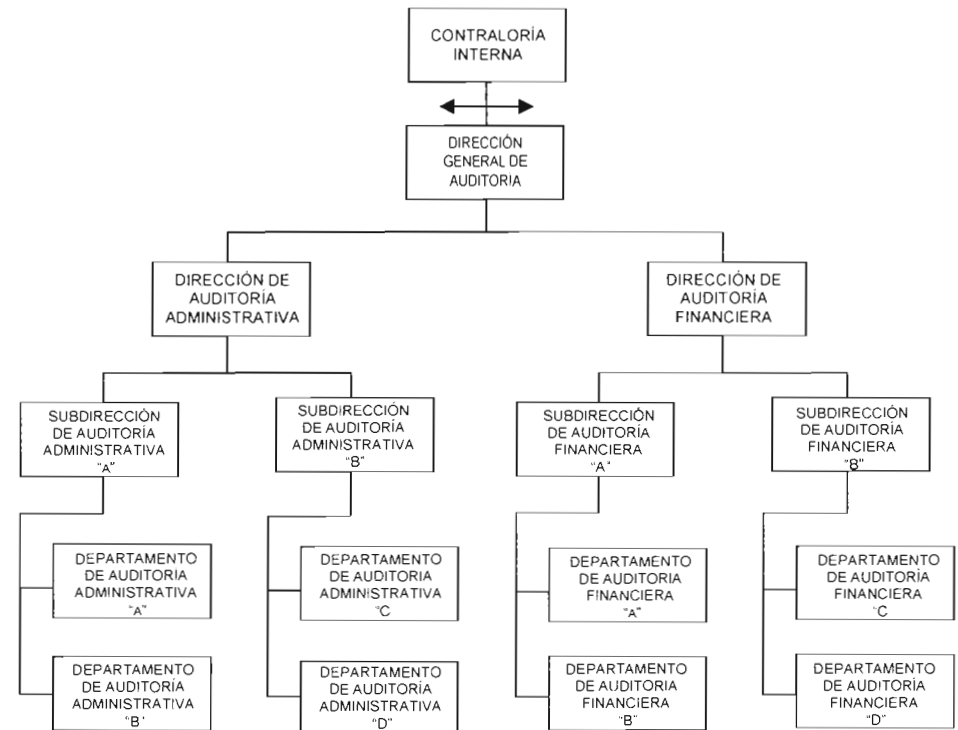 CONTRALORÍA
INTERNA
DIRECCIÓN
GENERAL DE
AUDITORIA
DIRECCIÓN DE
AUDITORÍA
ADMINISTRATIVA
DIRECCIÓN DE
AUDITORÍA
FINANCIERA
SUBDIRECCIÓN
DE AUDITORÍA
ADMINISTRATIVA
"A"
SUBDIRECCIÓN
DE AUDITORÍA
ADMINISTRATIVA
"B"
SUBDIRECCIÓN
DE AUDITORÍA
FINANCIERA
"A"
SUBDIRECCIÓN
DE AUDITORÍA
FINANCIERA
"B"
DEPARTAMENTO
DE AUDITORIA
ADMINISTRATIVA
"A"
DEPARTAMENTO
DE AUDITORIA
ADMINISTRATIVA
"C
DEPARTAMENTO
DE AUDITORIA
FINANCIERA
"A"
DEPARTAMENTO
DE AUDITORÍA
FINANCIERA
"C
DEPARTAMENTO
DE AUDITORÍA
ADMINISTRATIVA
"B'
DEPARTAMENTO
DE AUDITORÍA
ADMINISTRATIVA
"D"
DEPARTAMENTO
DE AUDITORIA
FINANCIERA
"B"
DEPARTAMENTO
DE AUDITORÍA
FINANCIERA
"D"